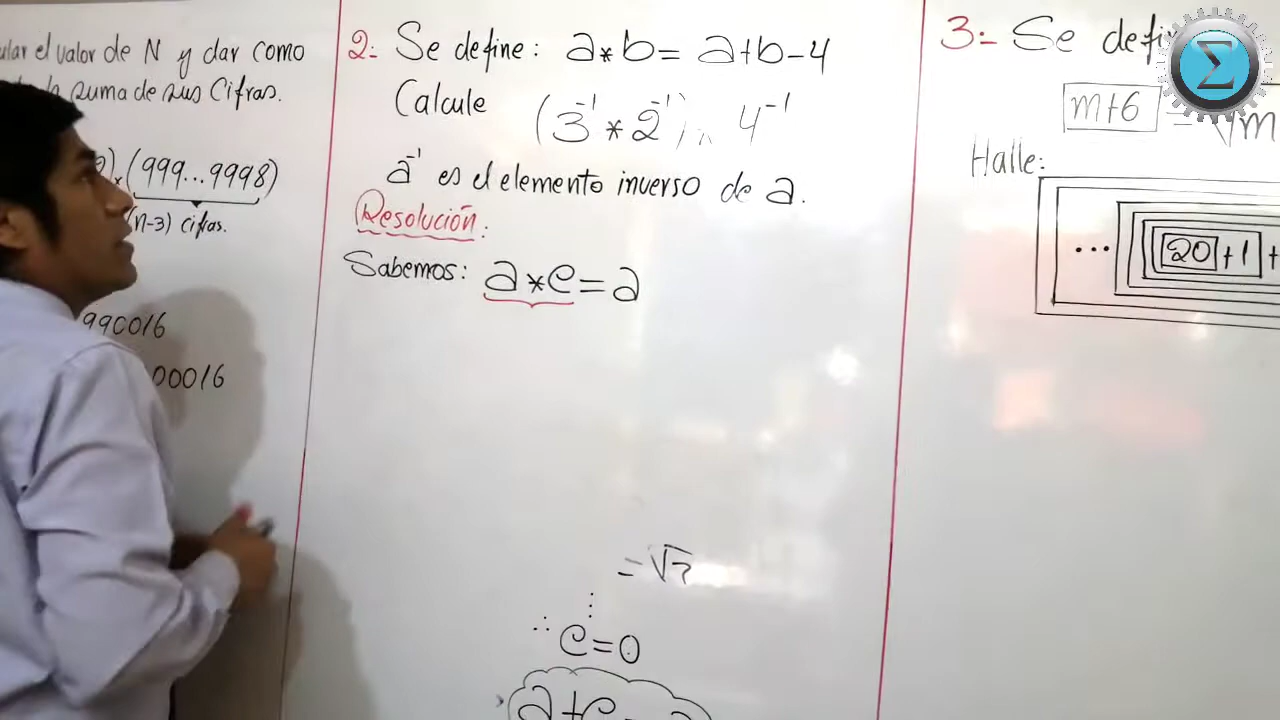 ular el valor de N y dar como
la suma de sus Cifras.
(999...9998)
(n-3) cifras.
990016
00016
2.- Se define: a*b= a+b-4
Calcule (3⁻¹ * 2⁻¹) 4⁻¹
a⁻¹ es el elemento inverso de a.
Resolución:
Sabemos: a*e=a
∴ e=0
a+e
3.- Se defi
m+6 = √m
Halle:
... 20 +1 +
Σ